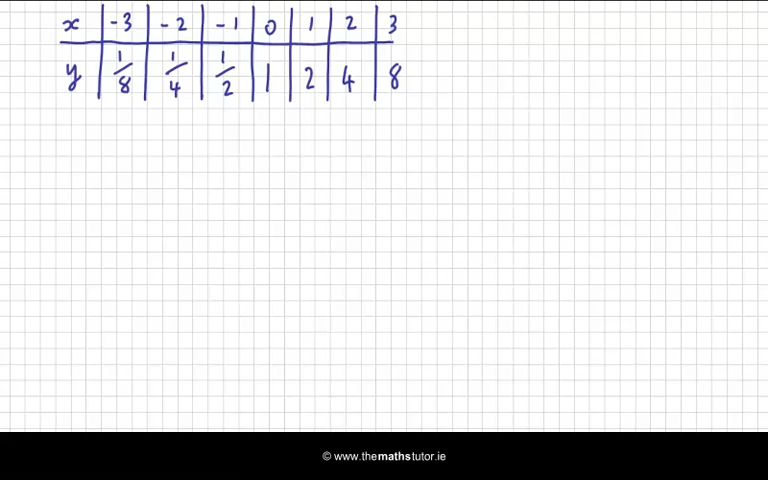 x -3 -2 -1 0 1 2 3
y 1/8 1/4 1/2 1 2 4 8
© www.themathstutor.ie